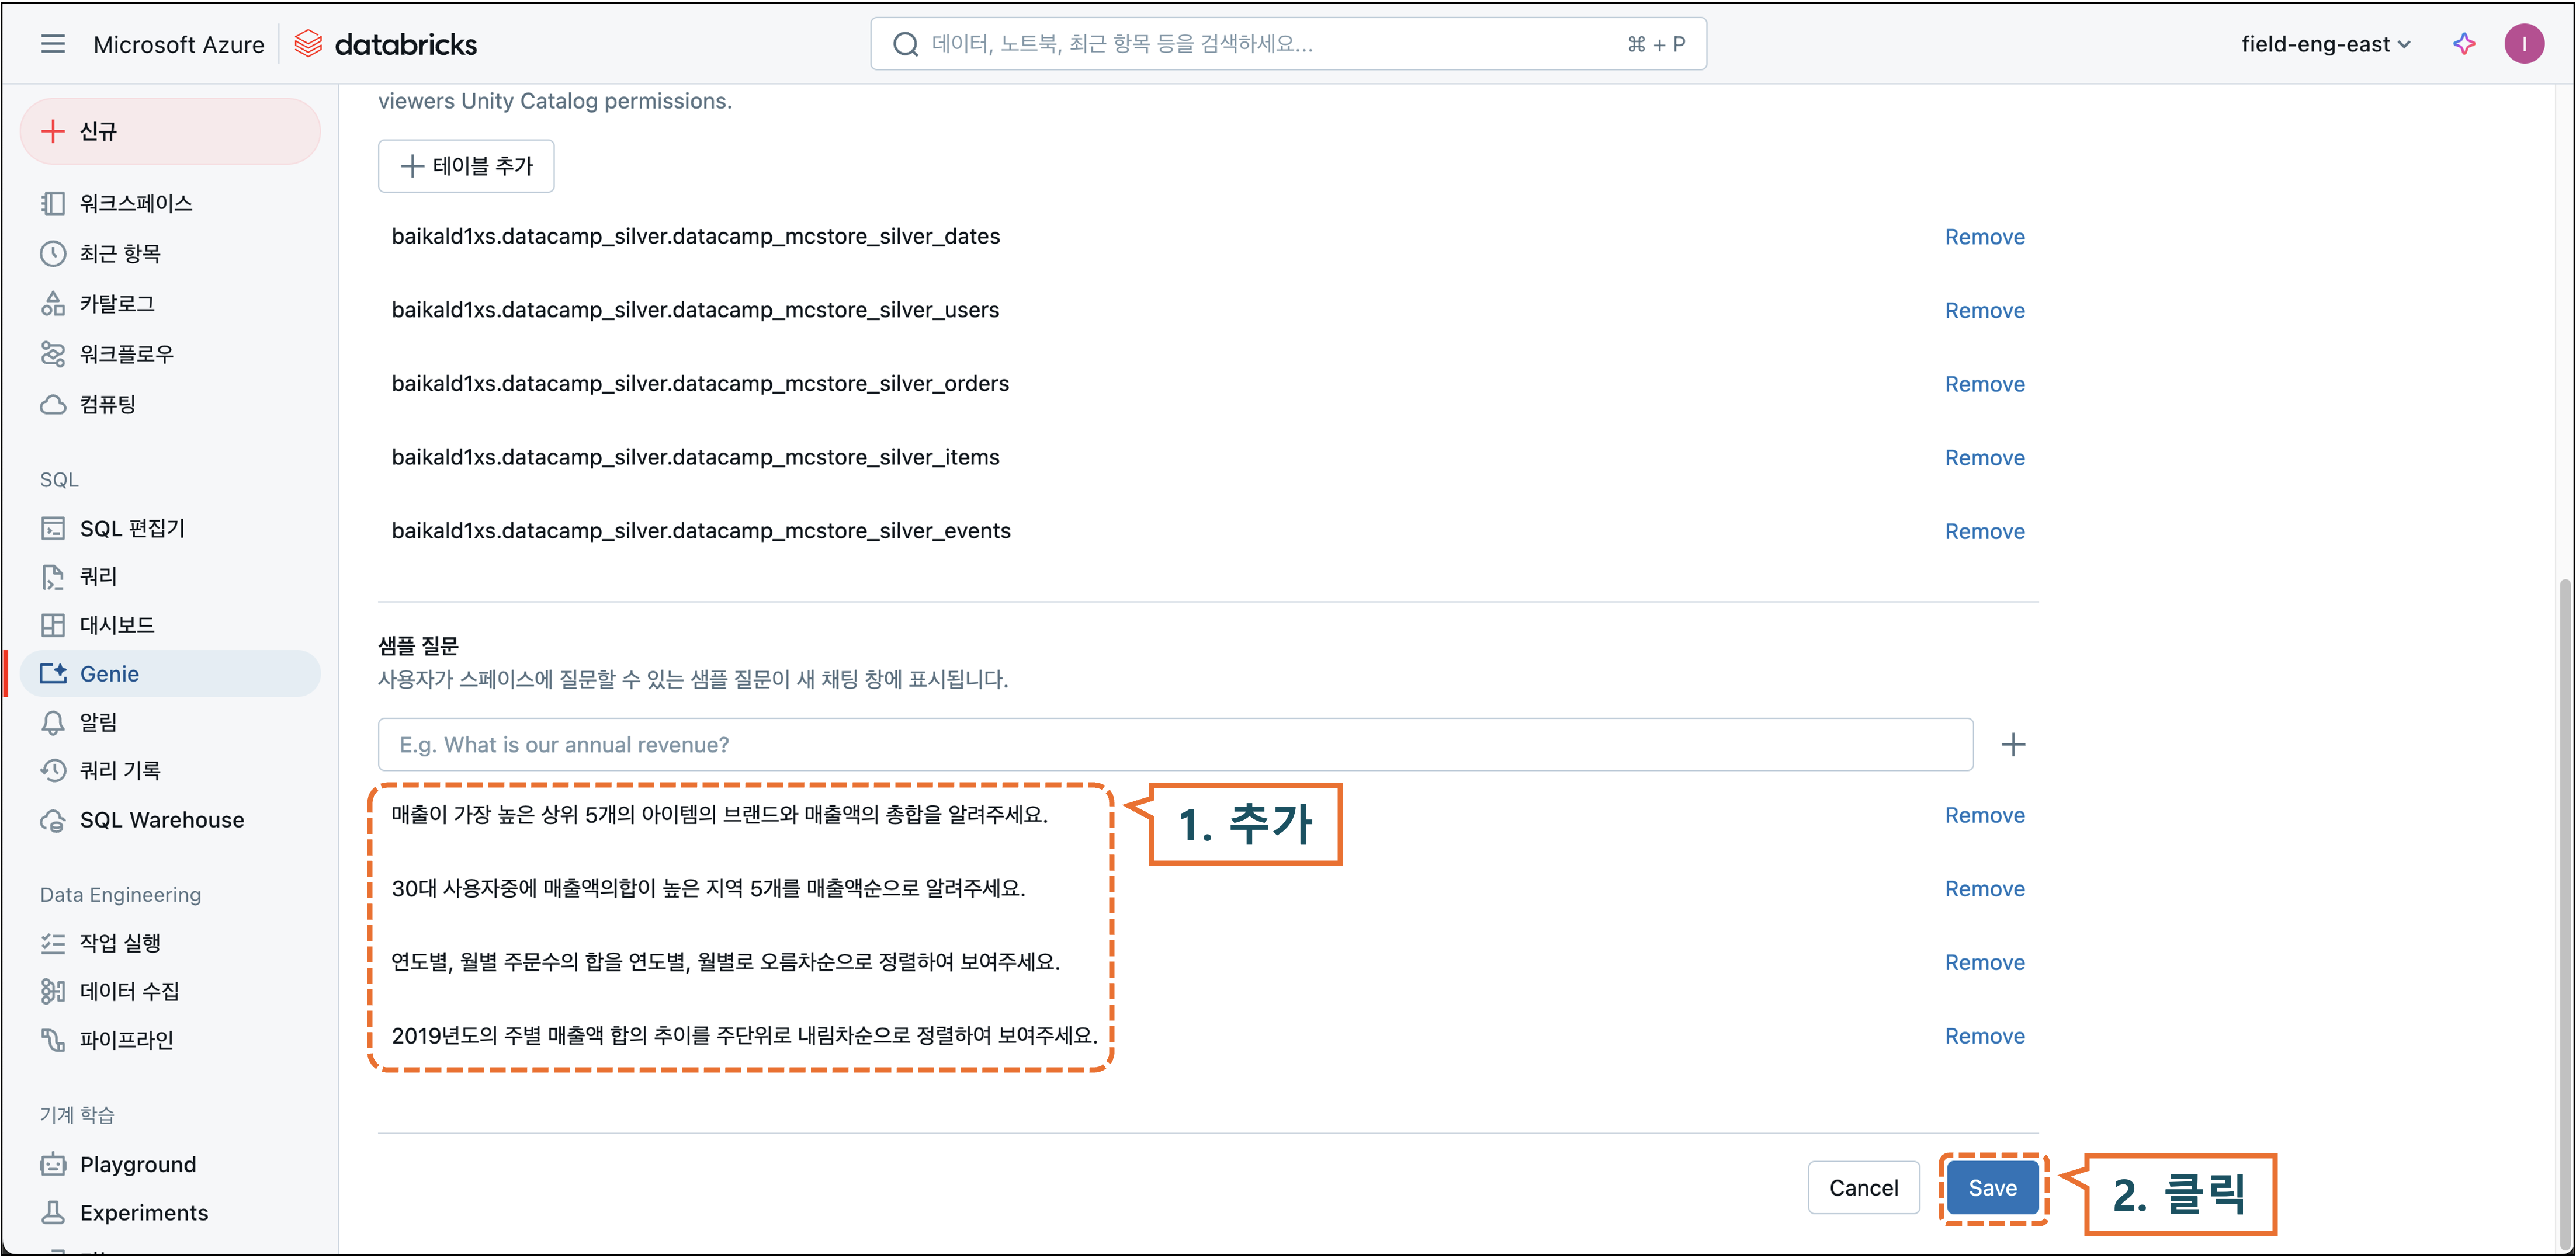 Microsoft Azure
databricks
데이터, 노트북, 최근 항목 등을 검색하세요...
⌘ + P
field-eng-east
I
신규
워크스페이스
최근 항목
카탈로그
워크플로우
컴퓨팅
SQL
SQL 편집기
쿼리
대시보드
Genie
알림
쿼리 기록
SQL Warehouse
Data Engineering
작업 실행
데이터 수집
파이프라인
기계 학습
Playground
Experiments
viewers Unity Catalog permissions.
테이블 추가
baikald1xs.datacamp_silver.datacamp_mcstore_silver_dates
Remove
baikald1xs.datacamp_silver.datacamp_mcstore_silver_users
Remove
baikald1xs.datacamp_silver.datacamp_mcstore_silver_orders
Remove
baikald1xs.datacamp_silver.datacamp_mcstore_silver_items
Remove
baikald1xs.datacamp_silver.datacamp_mcstore_silver_events
Remove
샘플 질문
사용자가 스페이스에 질문할 수 있는 샘플 질문이 새 채팅 창에 표시됩니다.
E.g. What is our annual revenue?
매출이 가장 높은 상위 5개의 아이템의 브랜드와 매출액의 총합을 알려주세요.
1. 추가
Remove
30대 사용자중에 매출액의합이 높은 지역 5개를 매출액순으로 알려주세요.
Remove
연도별, 월별 주문수의 합을 연도별, 월별로 오름차순으로 정렬하여 보여주세요.
Remove
2019년도의 주별 매출액 합의 추이를 주단위로 내림차순으로 정렬하여 보여주세요.
Remove
Cancel
Save
2. 클릭